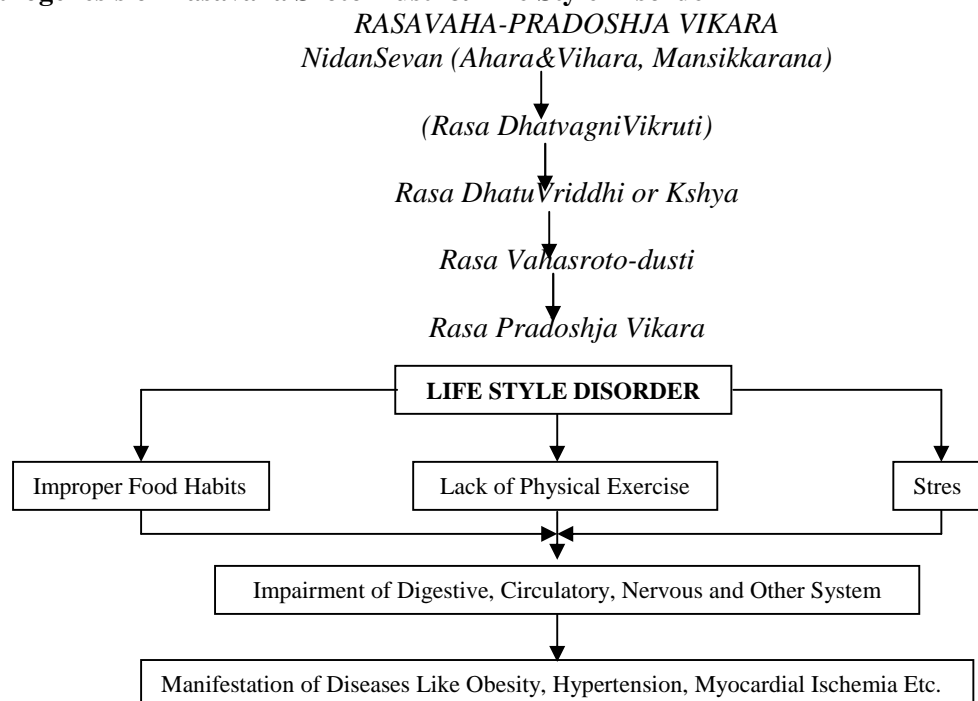 RASAVAHA-PRADOSHJA VIKARA
NidanSevan (Ahara&Vihara, Mansikkarana)
(Rasa DhatvagniVikruti)
Rasa DhatuVriddhi or Kshya
Rasa Vahasroto-dusti
Rasa Pradoshja Vikara
LIFE STYLE DISORDER
Improper Food Habits
Lack of Physical Exercise
Stres
Impairment of Digestive, Circulatory, Nervous and Other System
Manifestation of Diseases Like Obesity, Hypertension, Myocardial Ischemia Etc.